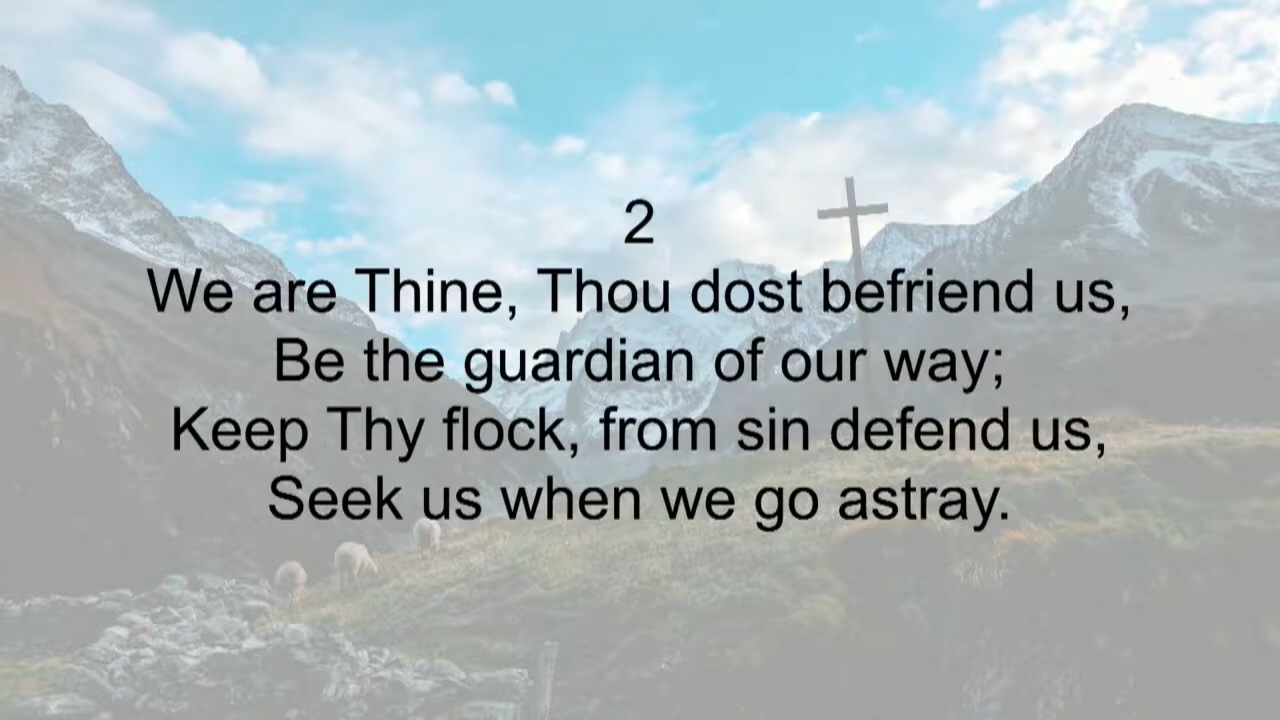 2
We are Thine, Thou dost befriend us,
Be the guardian of our way;
Keep Thy flock, from sin defend us,
Seek us when we go astray.